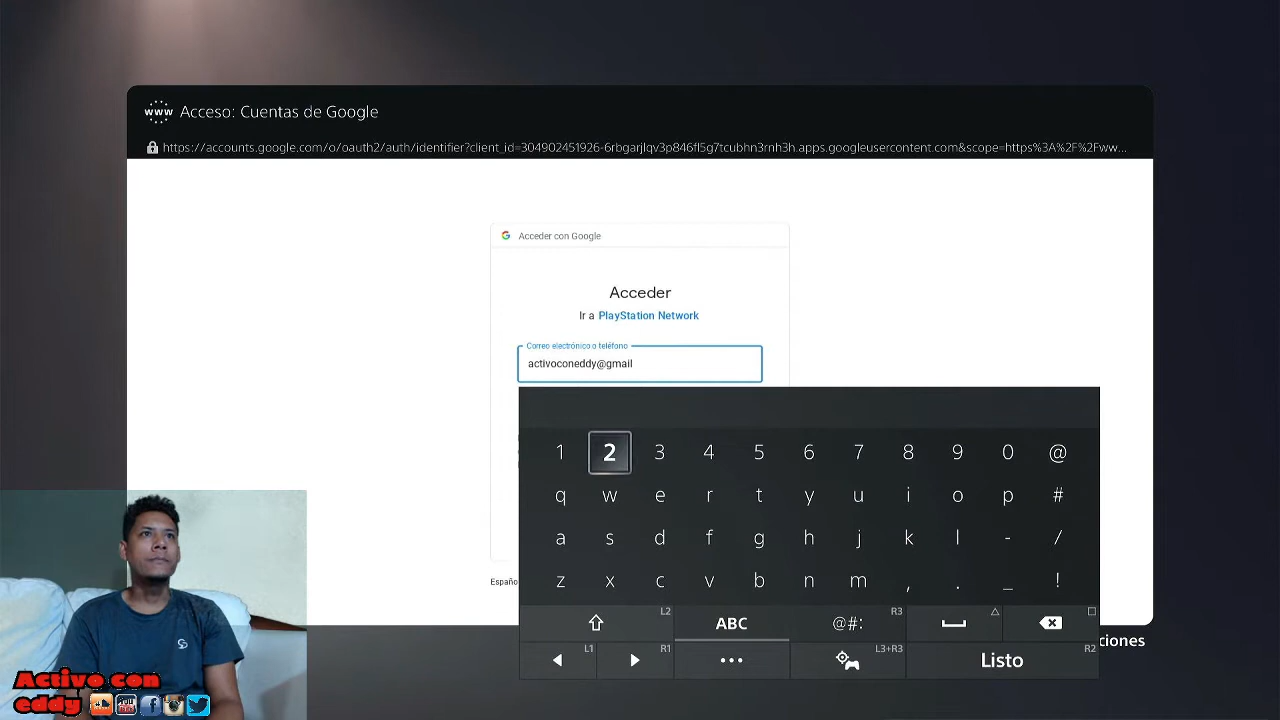 www Acceso: Cuentas de Google
https://accounts.google.com/o/oauth2/auth/identifier?client_id=304902451926-6rbgarjlqv3p846fl5g7tcubhn3rnh3h.apps.googleusercontent.com&scope=https%3A%2F%2Fww...
G Acceder con Google
Acceder
Ir a PlayStation Network
Correo electrónico o teléfono
activoconeddy@gmail
1 2 3 4 5 6 7 8 9 0 @
q w e r t y u i o p #
a s d f g h j k l - /
z x c v b n m , . _ !
Español
L2 ABC R3 @#:
L1 R1 ... L3+R3 Listo R2
ciones
Activo con
eddy